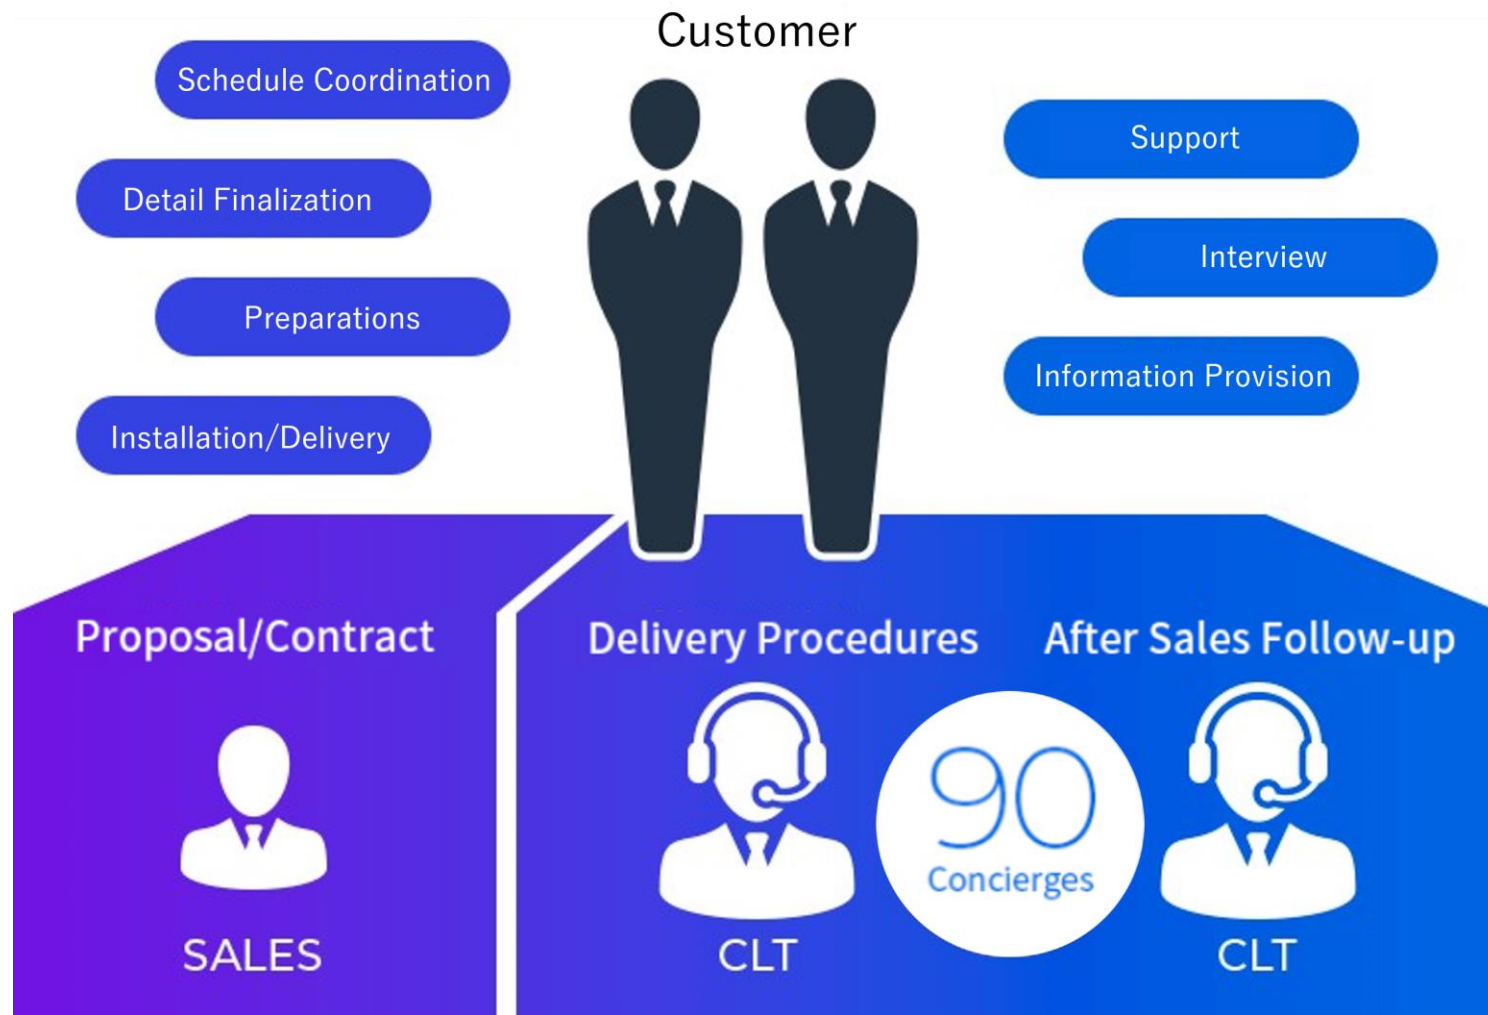 Customer
Schedule Coordination
Detail Finalization
Preparations
Installation/Delivery
Support
Interview
Information Provision
Proposal/Contract
SALES
Delivery Procedures
CLT
90
Concierges
After Sales Follow-up
CLT